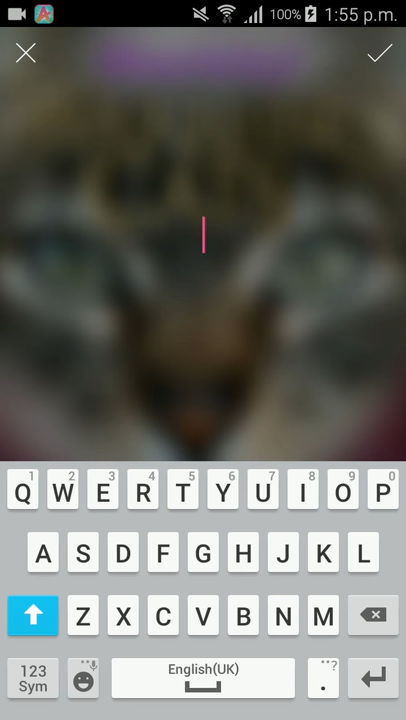 100% 1:55 p.m.
1 2 3 4 5 6 7 8 9 0
Q W E R T Y U I O P
A S D F G H J K L
Z X C V B N M
123 English(UK) ?
Sym .